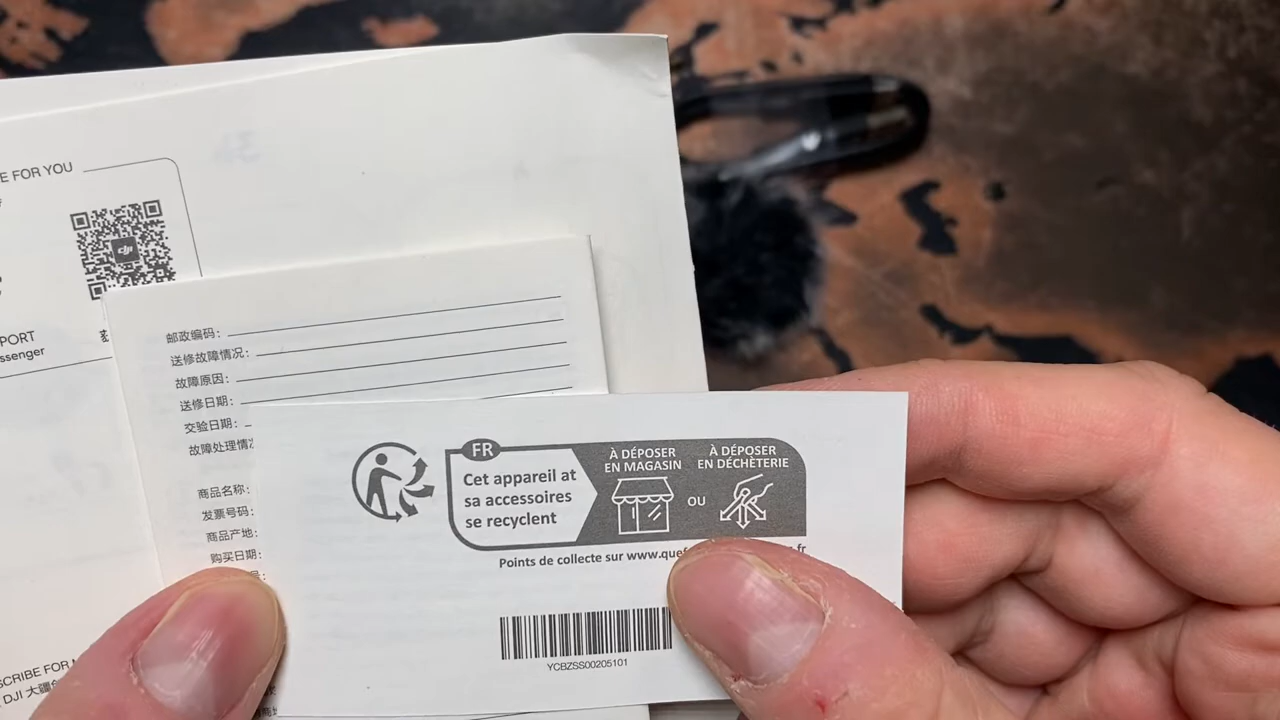 E FOR YOU
dji
PORT
ssenger
邮政编码:
送修故障情况:
故障原因:
送修日期:
交验日期:
故障处理情
商品名称:
发票号码:
商品产地:
购买日期:
FR
Cet appareil at
sa accessoires
se recyclent
À DÉPOSER
EN MAGASIN
OU
À DÉPOSER
EN DÉCHÈTERIE
Points de collecte sur www.que
fr
YCBZSS00205101
SCRIBE FOR
DJI 大疆